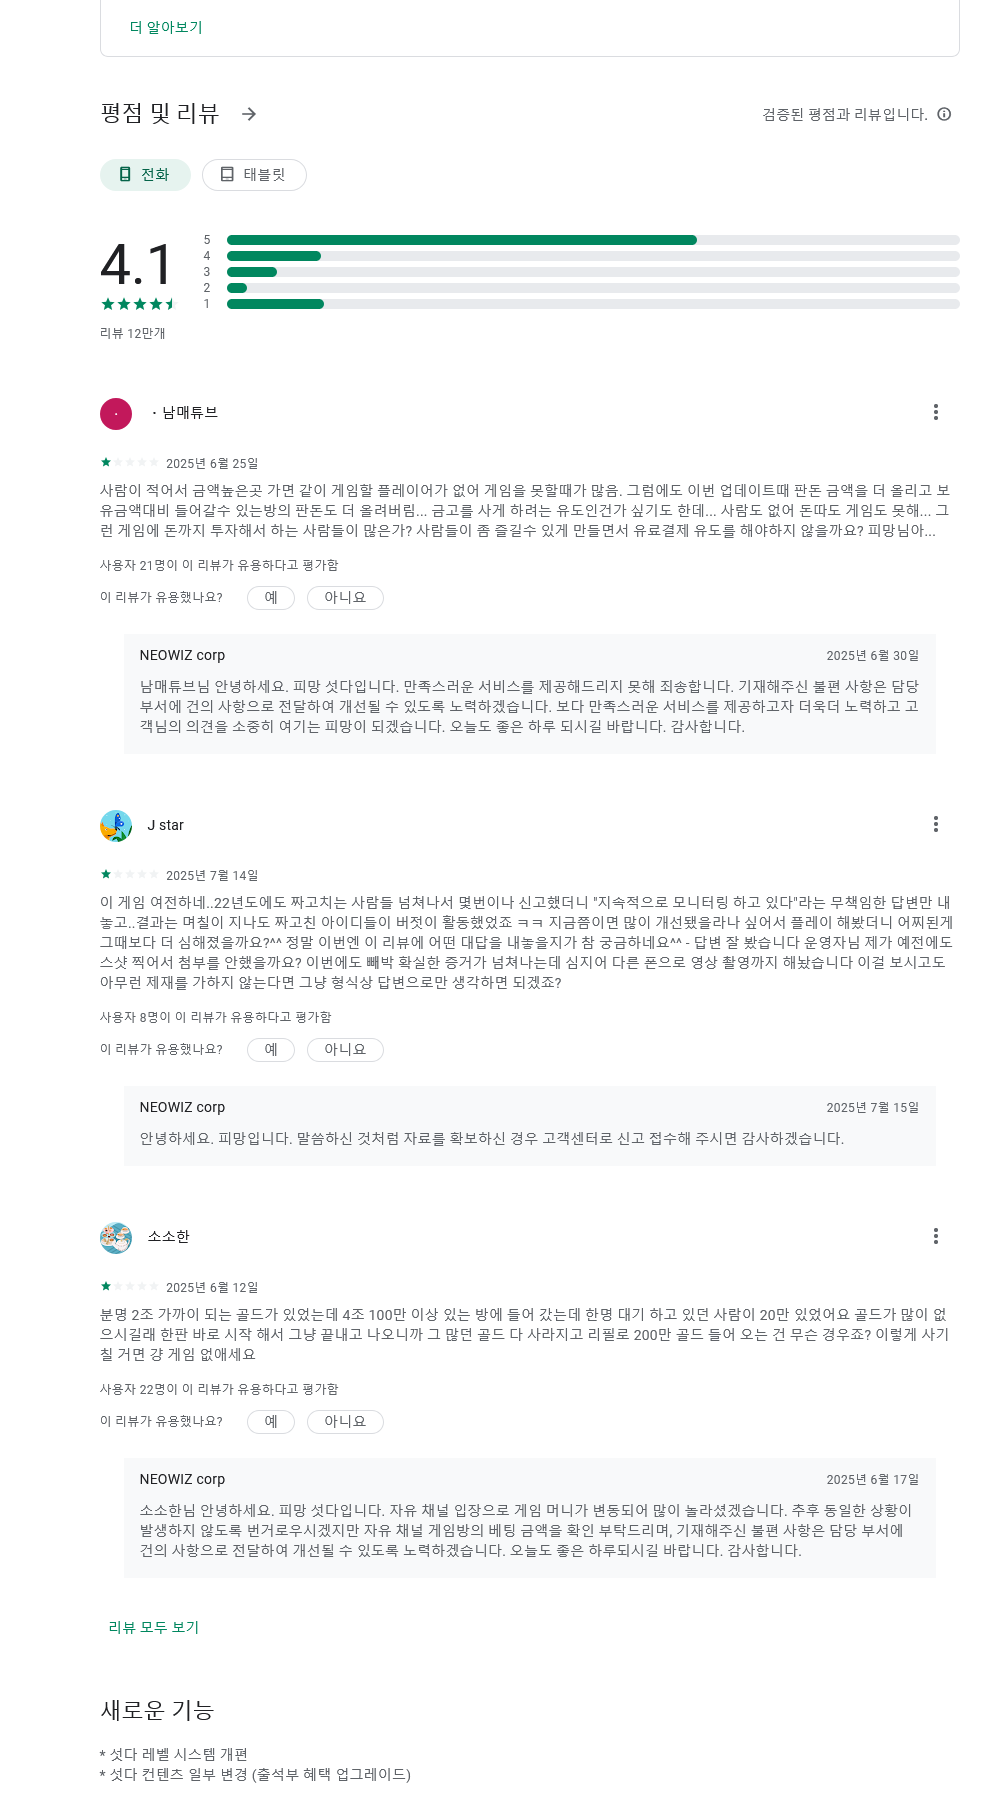 더 알아보기
평점 및 리뷰
검증된 평점과 리뷰입니다.
전화
태블릿
4.1
5
4
3
2
1
리뷰 12만개
· 남매튜브
2025년 6월 25일
사람이 적어서 금액높은곳 가면 같이 게임할 플레이어가 없어 게임을 못할때가 많음. 그럼에도 이번 업데이트때 판돈 금액을 더 올리고 보
유금액대비 들어갈수 있는방의 판돈도 더 올려버림... 금고를 사게 하려는 유도인건가 싶기도 한데... 사람도 없어 돈따도 게임도 못해... 그
런 게임에 돈까지 투자해서 하는 사람들이 많은가? 사람들이 좀 즐길수 있게 만들면서 유료결제 유도를 해야하지 않을까요? 피망님아...
사용자 21명이 이 리뷰가 유용하다고 평가함
이 리뷰가 유용했나요?
예
아니요
NEOWIZ corp
2025년 6월 30일
남매튜브님 안녕하세요. 피망 섯다입니다. 만족스러운 서비스를 제공해드리지 못해 죄송합니다. 기재해주신 불편 사항은 담당
부서에 건의 사항으로 전달하여 개선될 수 있도록 노력하겠습니다. 보다 만족스러운 서비스를 제공하고자 더욱더 노력하고 고
객님의 의견을 소중히 여기는 피망이 되겠습니다. 오늘도 좋은 하루 되시길 바랍니다. 감사합니다.
J star
2025년 7월 14일
이 게임 여전하네..22년도에도 짜고치는 사람들 넘쳐나서 몇번이나 신고했더니 "지속적으로 모니터링 하고 있다"라는 무책임한 답변만 내
놓고..결과는 며칠이 지나도 짜고친 아이디들이 버젓이 활동했었죠 ㅋㅋ 지금쯤이면 많이 개선됐을라나 싶어서 플레이 해봤더니 어찌된게
그때보다 더 심해졌을까요?^^ 정말 이번엔 이 리뷰에 어떤 대답을 내놓을지가 참 궁금하네요^^ - 답변 잘 봤습니다 운영자님 제가 예전에도
스샷 찍어서 첨부를 안했을까요? 이번에도 빼박 확실한 증거가 넘쳐나는데 심지어 다른 폰으로 영상 촬영까지 해놨습니다 이걸 보시고도
아무런 제재를 가하지 않는다면 그냥 형식상 답변으로만 생각하면 되겠죠?
사용자 8명이 이 리뷰가 유용하다고 평가함
이 리뷰가 유용했나요?
예
아니요
NEOWIZ corp
2025년 7월 15일
안녕하세요. 피망입니다. 말씀하신 것처럼 자료를 확보하신 경우 고객센터로 신고 접수해 주시면 감사하겠습니다.
소소한
2025년 6월 12일
분명 2조 가까이 되는 골드가 있었는데 4조 100만 이상 있는 방에 들어 갔는데 한명 대기 하고 있던 사람이 20만 있었어요 골드가 많이 없
으시길래 한판 바로 시작 해서 그냥 끝내고 나오니까 그 많던 골드 다 사라지고 리필로 200만 골드 들어 오는 건 무슨 경우죠? 이렇게 사기
칠 거면 걍 게임 없애세요
사용자 22명이 이 리뷰가 유용하다고 평가함
이 리뷰가 유용했나요?
예
아니요
NEOWIZ corp
2025년 6월 17일
소소한님 안녕하세요. 피망 섯다입니다. 자유 채널 입장으로 게임 머니가 변동되어 많이 놀라셨겠습니다. 추후 동일한 상황이
발생하지 않도록 번거로우시겠지만 자유 채널 게임방의 베팅 금액을 확인 부탁드리며, 기재해주신 불편 사항은 담당 부서에
건의 사항으로 전달하여 개선될 수 있도록 노력하겠습니다. 오늘도 좋은 하루되시길 바랍니다. 감사합니다.
리뷰 모두 보기
새로운 기능
* 섯다 레벨 시스템 개편
* 섯다 컨텐츠 일부 변경 (출석부 혜택 업그레이드)